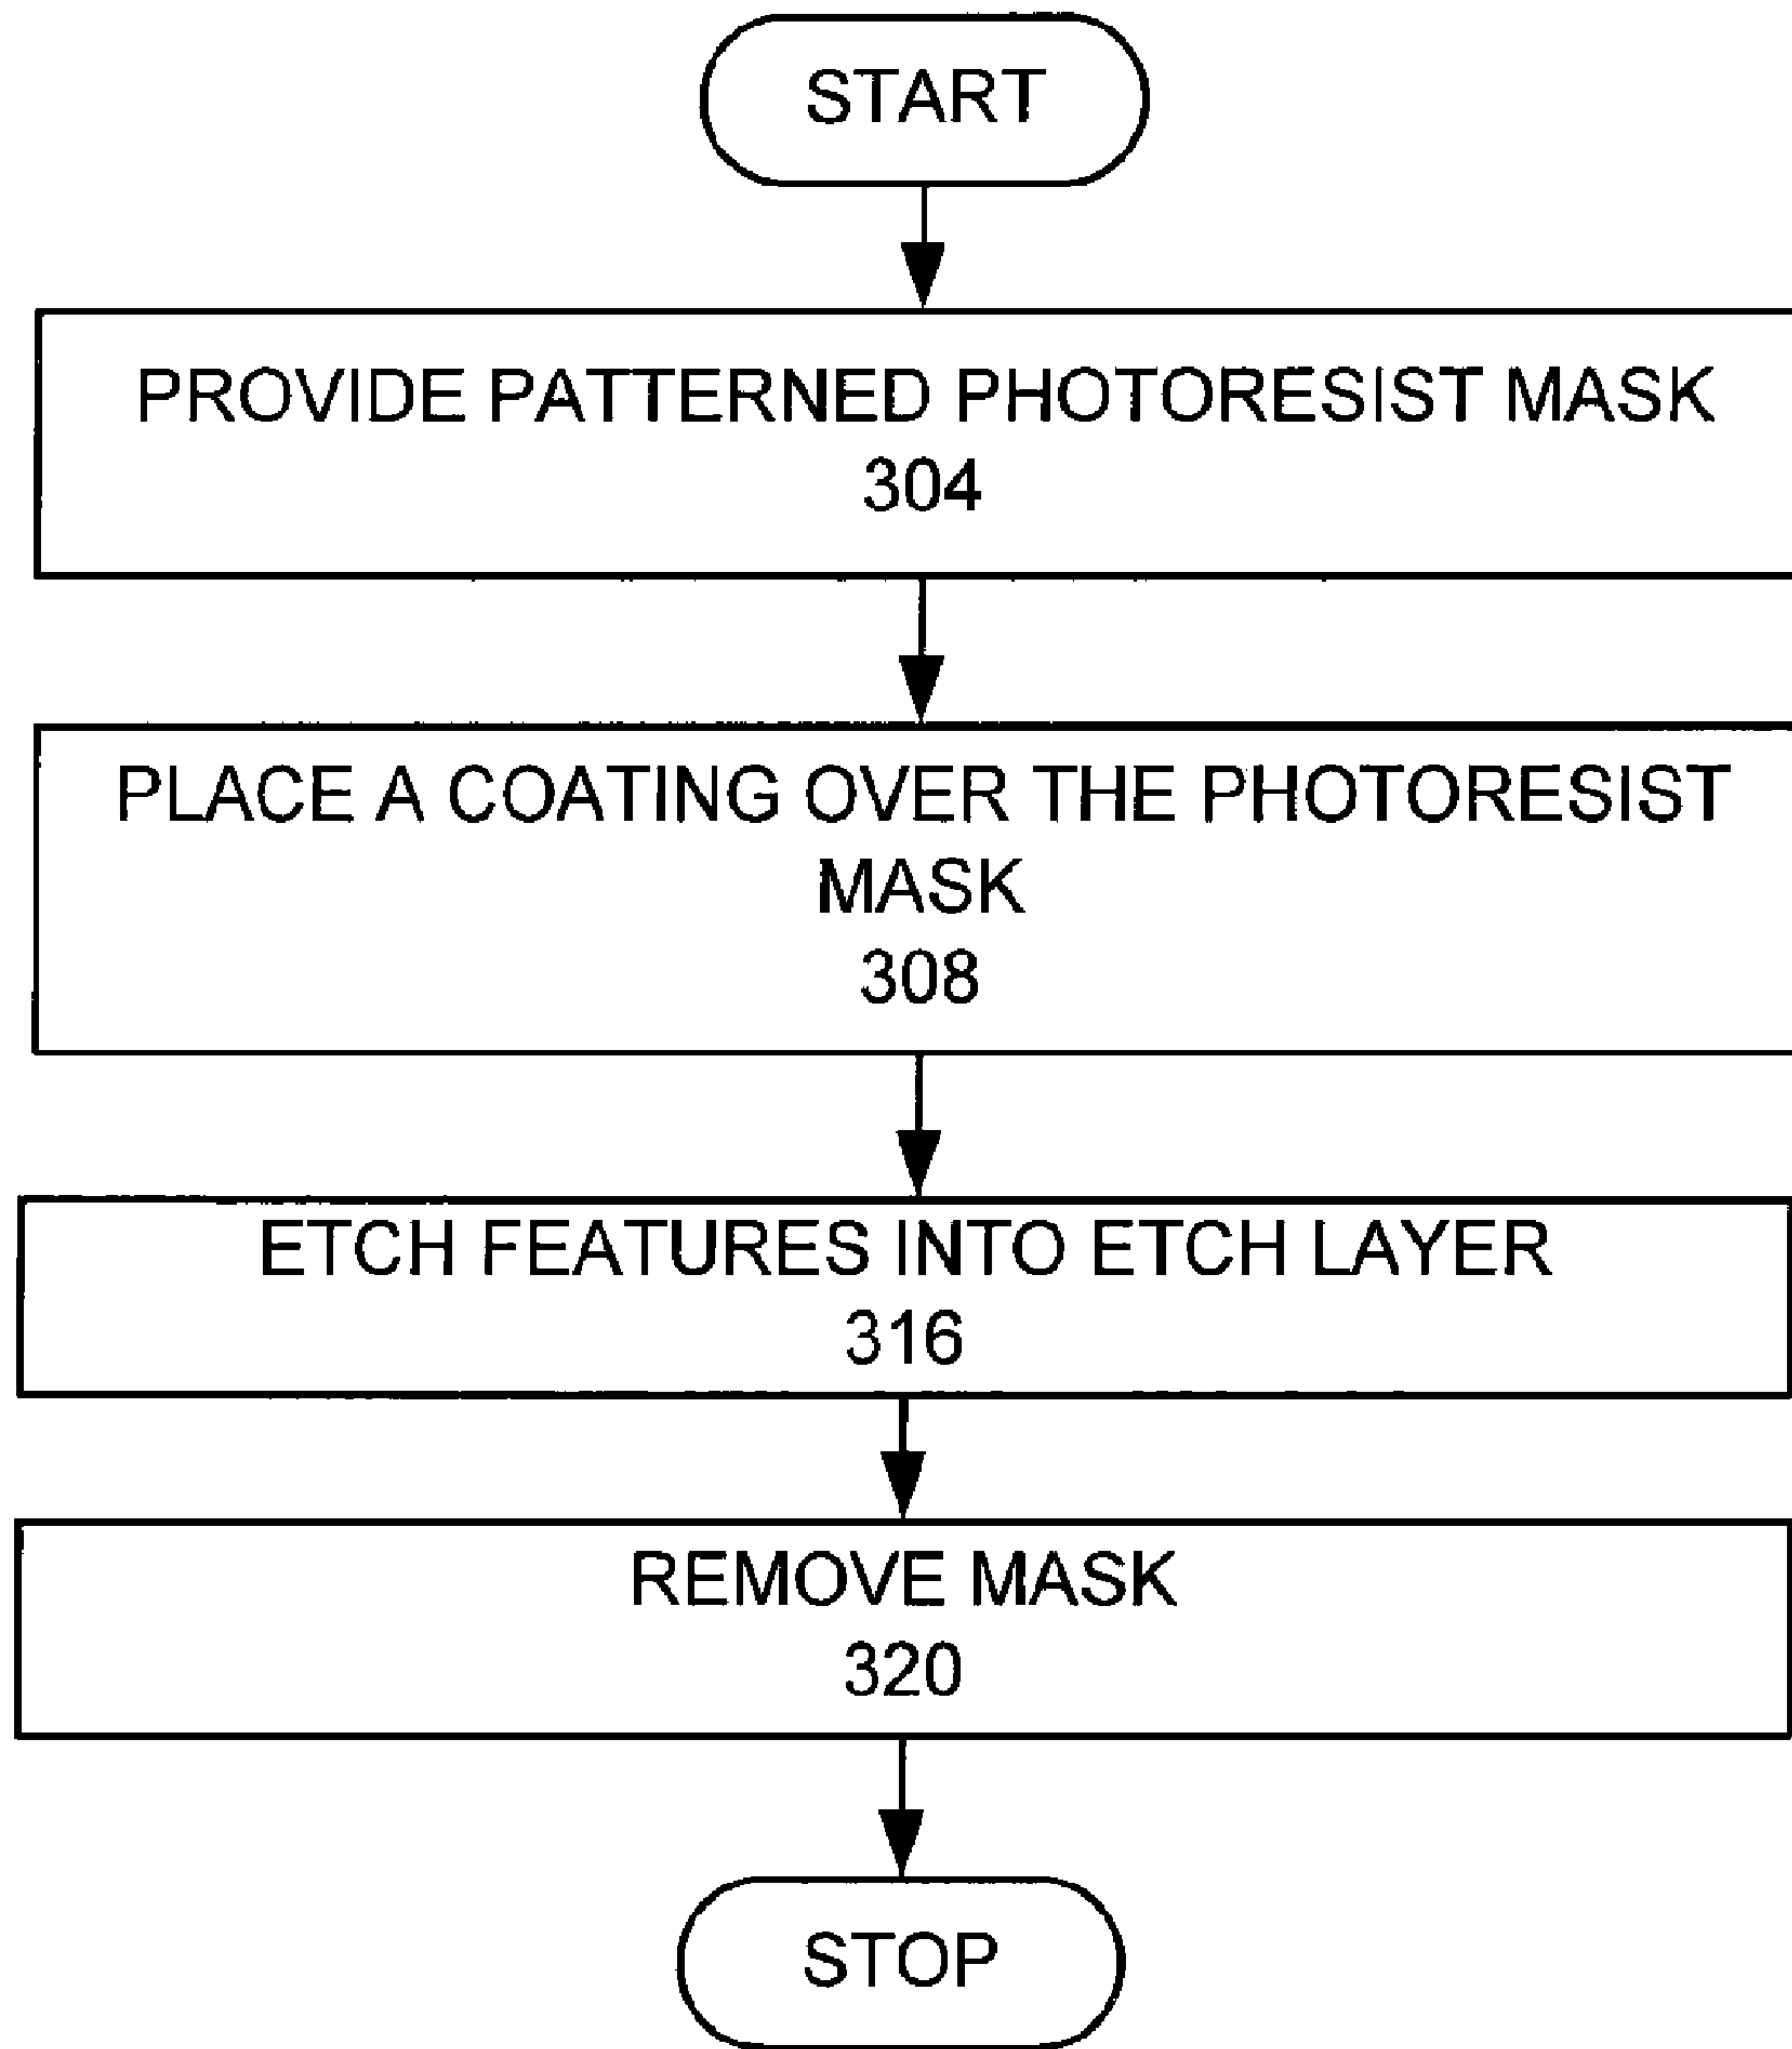 START
PROVIDE PATTERNED PHOTORESIST MASK
304
PLACE A COATING OVER THE PHOTORESIST
MASK
308
ETCH FEATURES INTO ETCH LAYER
316
REMOVE MASK
320
STOP